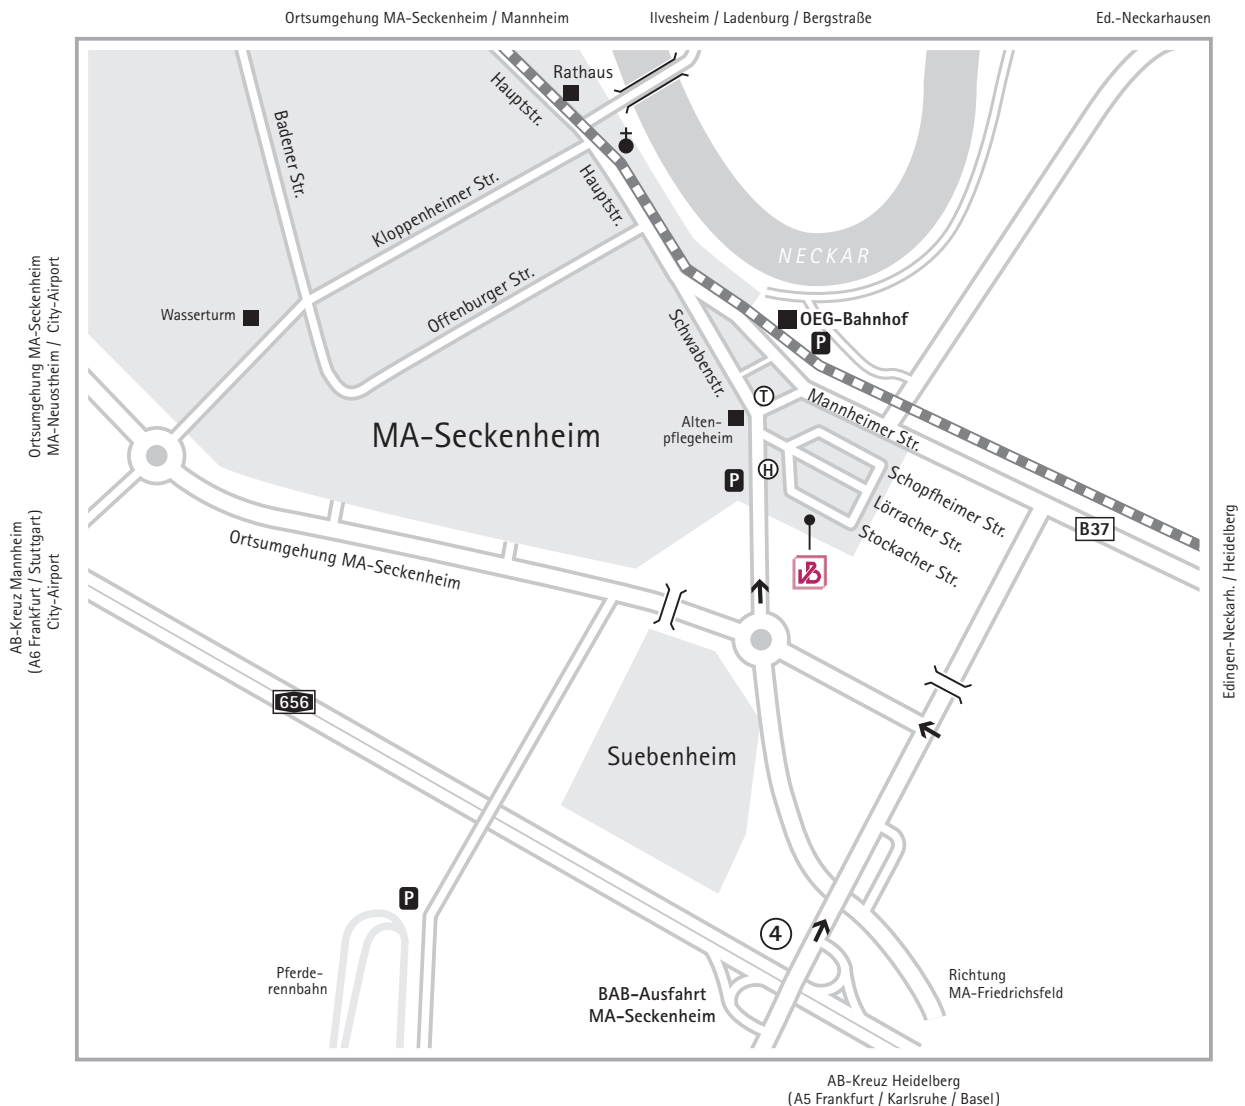 Ortsumgehung MA-Seckenheim / Mannheim
Ilvesheim / Ladenburg / Bergstraße
Ed.-Neckarhausen
Rathaus
Hauptstr.
Badener Str.
Kloppenheimer Str.
Hauptstr.
NECKAR
Ortsumgehung MA-Seckenheim
MA-Neuostheim / City-Airport
Wasserturm
Offenburger Str.
Schwabenstr.
OEG-Bahnhof
P
T
Mannheimer Str.
MA-Seckenheim
Alten-
pflegeheim
H
P
Schopfheimer Str.
Lörracher Str.
Stockacher Str.
B37
AB-Kreuz Mannheim
(A6 Frankfurt / Stuttgart)
City-Airport
Ortsumgehung MA-Seckenheim
VB
Edingen-Neckarh. / Heidelberg
656
Suebenheim
P
4
Pferde-
rennbahn
BAB-Ausfahrt
MA-Seckenheim
Richtung
MA-Friedrichsfeld
AB-Kreuz Heidelberg
(A5 Frankfurt / Karlsruhe / Basel)